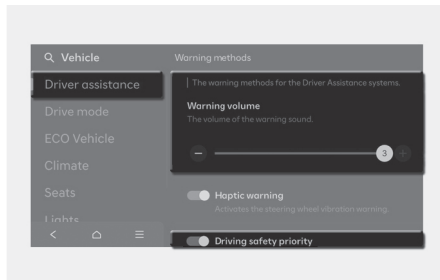 Vehicle
Warning methods
Driver assistance
The warning methods for the Driver Assistance systems.
Drive mode
Warning volume
The volume of the warning sound.
ECO Vehicle
3
Climate
Seats
Haptic warning
Activates the steering wheel vibration warning.
Lights
Driving safety priority